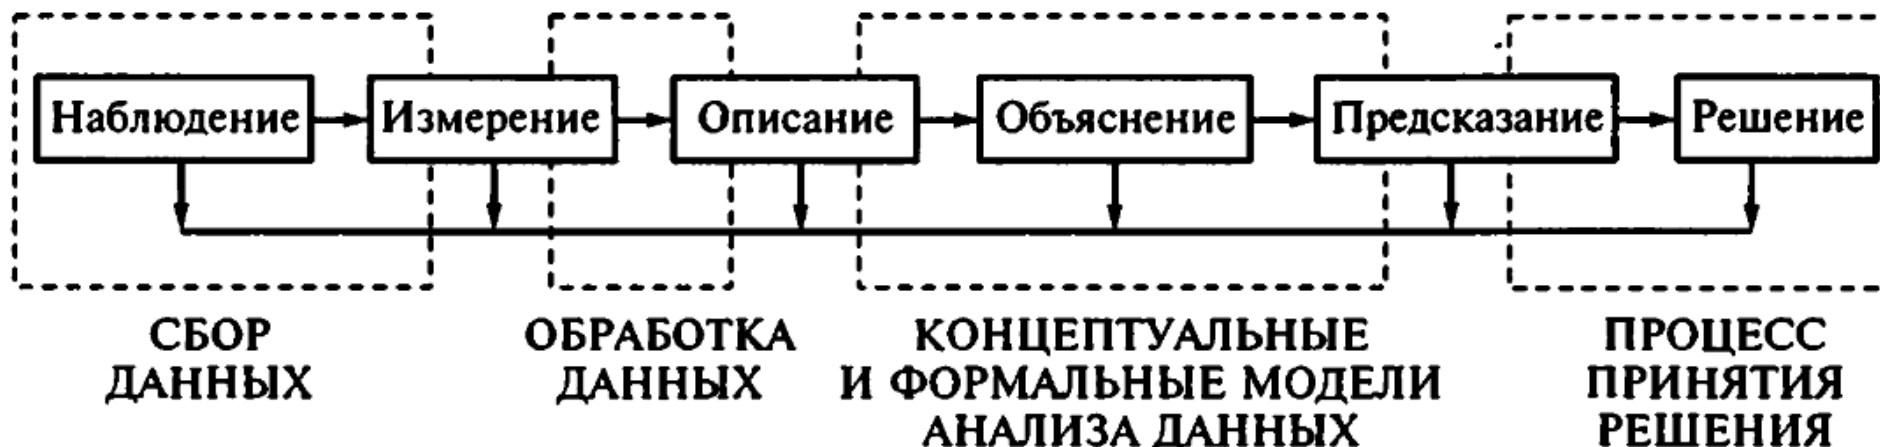 Наблюдение
Измерение
Описание
Объяснение
Предсказание
Решение
СБОР
ДАННЫХ
ОБРАБОТКА
ДАННЫХ
КОНЦЕПТУАЛЬНЫЕ
И ФОРМАЛЬНЫЕ МОДЕЛИ
АНАЛИЗА ДАННЫХ
ПРОЦЕСС
ПРИНЯТИЯ
РЕШЕНИЯ